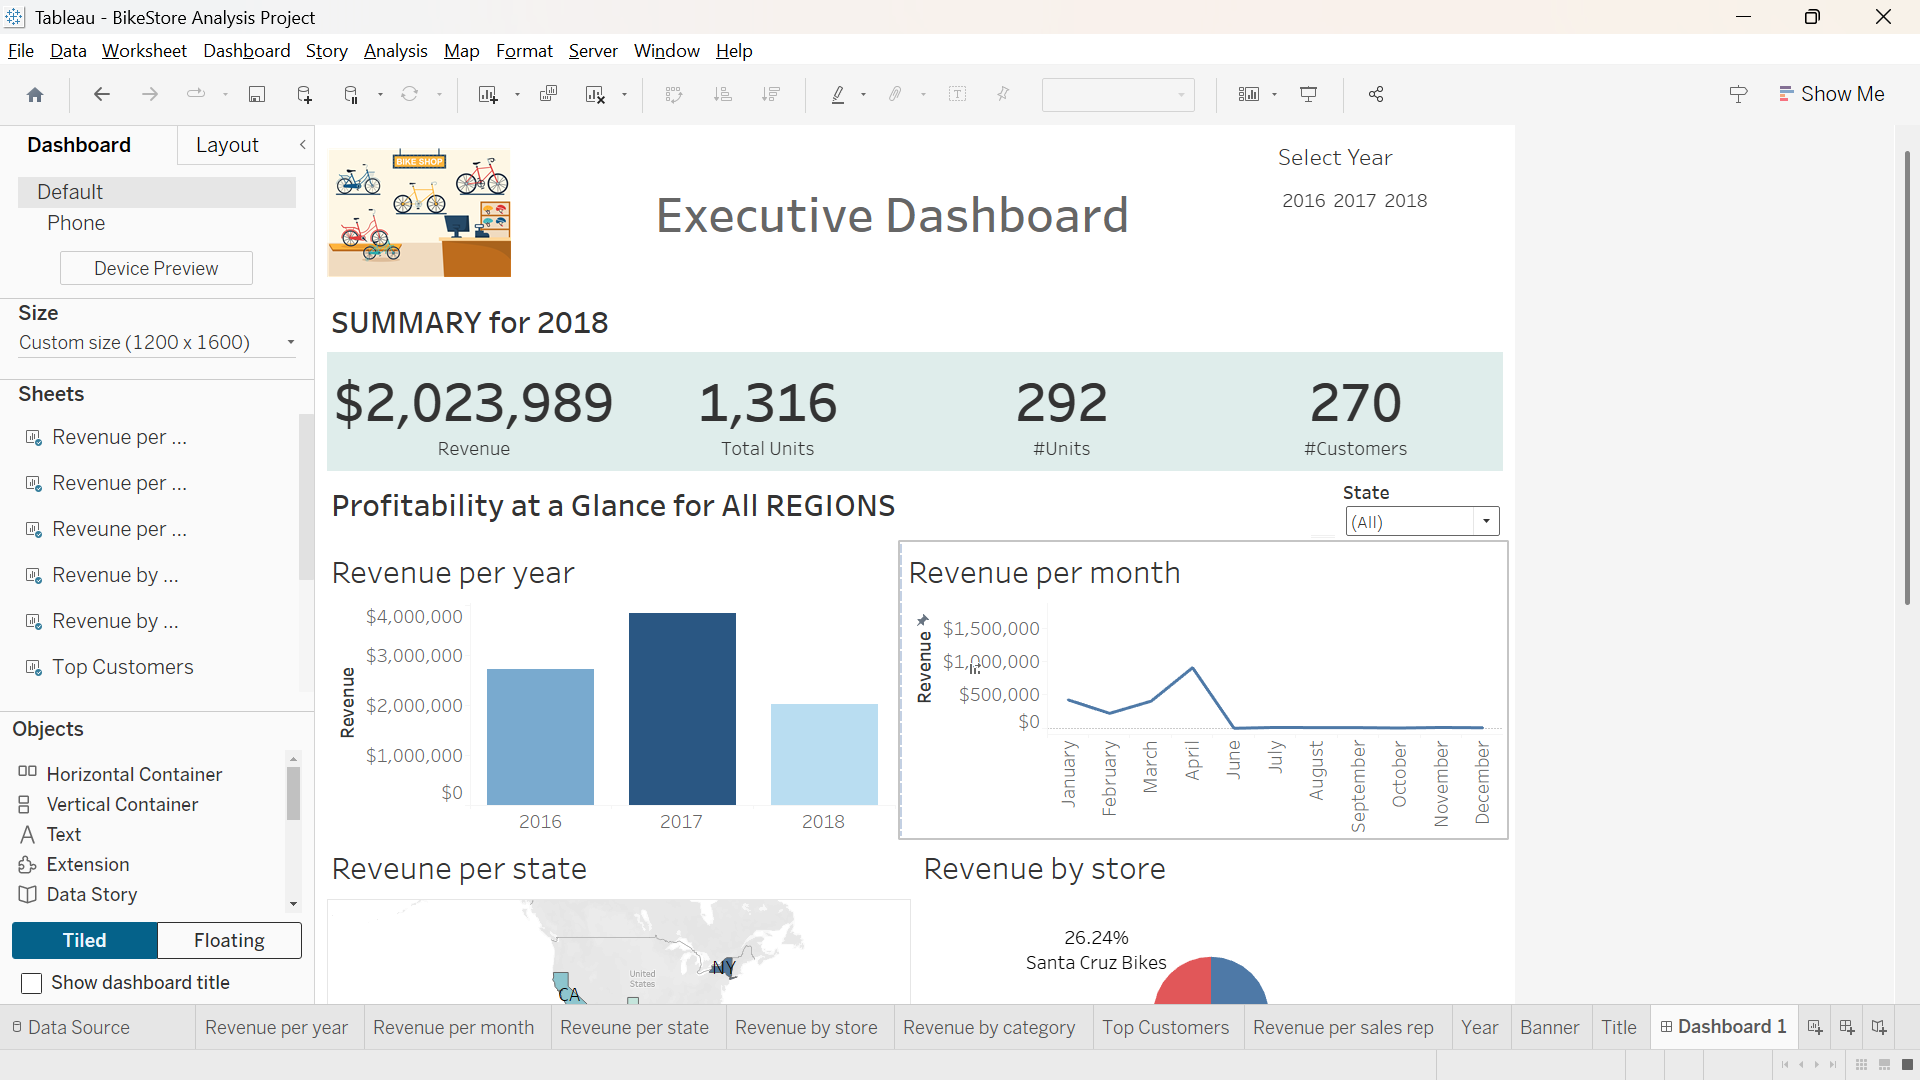 Tableau - BikeStore Analysis Project
File Data Worksheet Dashboard Story Analysis Map Format Server Window Help
Show Me
Dashboard Layout
Default
Phone
Device Preview
Size
Custom size (1200 x 1600)
Sheets
Revenue per ...
Revenue per ...
Reveune per ...
Revenue by ...
Revenue by ...
Top Customers
Objects
Horizontal Container
Vertical Container
Text
Extension
Data Story
Tiled Floating
Show dashboard title
BIKE SHOP
Executive Dashboard
Select Year
2016 2017 2018
SUMMARY for 2018
$2,023,989 1,316 292 270
Revenue Total Units #Units #Customers
Profitability at a Glance for All REGIONS
State
(All)
Revenue per year
Revenue
$4,000,000
$3,000,000
$2,000,000
$1,000,000
$0
2016 2017 2018
Revenue per month
Revenue
$1,500,000
$1,000,000
$500,000
$0
January February March April June July August September October November December
Reveune per state
United
States
NY
CA
Revenue by store
26.24%
Santa Cruz Bikes
Data Source Revenue per year Revenue per month Reveune per state Revenue by store Revenue by category Top Customers Revenue per sales rep Year Banner Title Dashboard 1